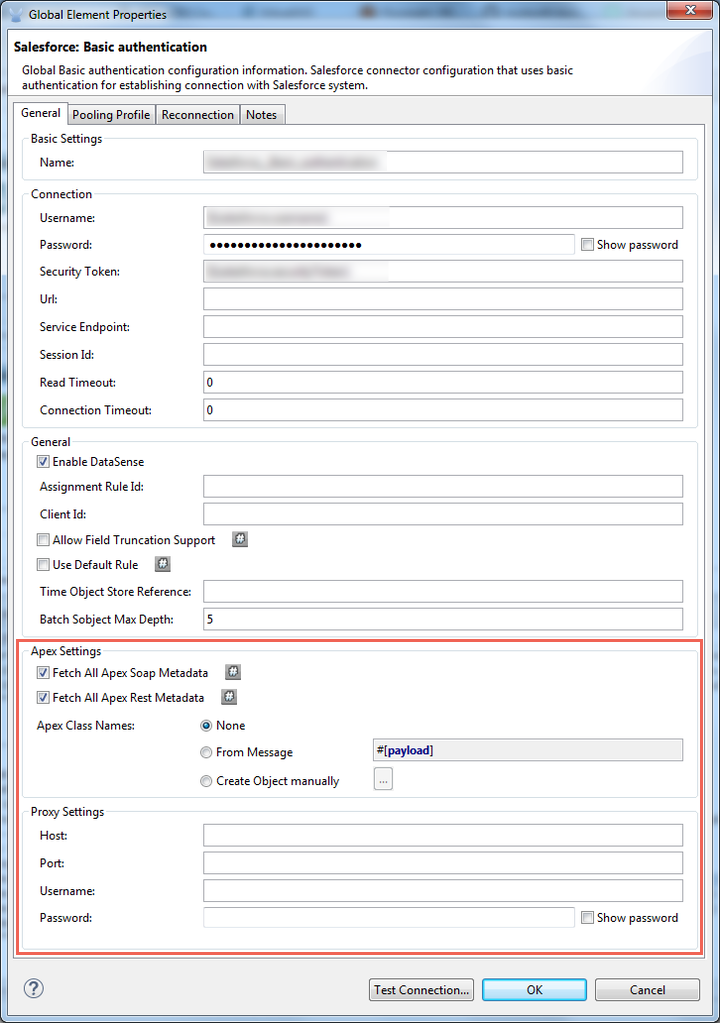 Global Element Properties
Salesforce: Basic authentication
Global Basic authentication configuration information. Salesforce connector configuration that uses basic
authentication for establishing connection with Salesforce system.
General Pooling Profile Reconnection Notes
Basic Settings
Name:
Connection
Username:
Password: ●●●●●●●●●●●●●●●●●●●●●● Show password
Security Token:
Url:
Service Endpoint:
Session Id:
Read Timeout: 0
Connection Timeout: 0
General
Enable DataSense
Assignment Rule Id:
Client Id:
Allow Field Truncation Support #
Use Default Rule #
Time Object Store Reference:
Batch Sobject Max Depth: 5
Apex Settings
Fetch All Apex Soap Metadata #
Fetch All Apex Rest Metadata #
Apex Class Names: None
From Message #[payload]
Create Object manually ...
Proxy Settings
Host:
Port:
Username:
Password: Show password
? Test Connection... OK Cancel